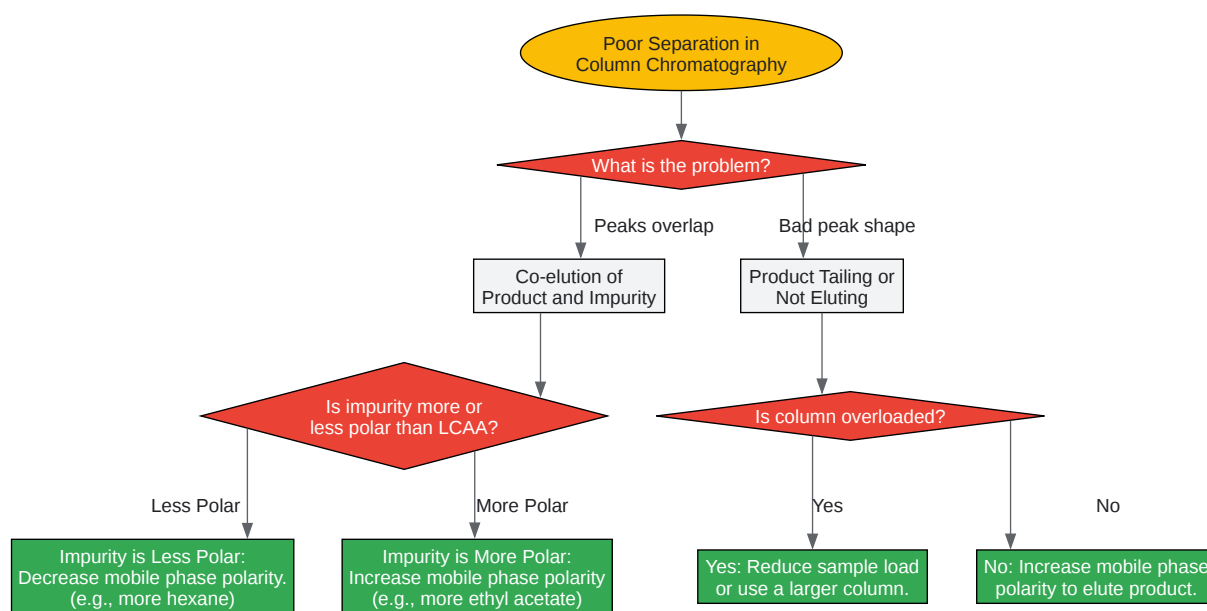 Poor Separation in
Column Chromatography
What is the problem?
Peaks overlap
Bad peak shape
Co-elution of
Product and Impurity
Product Tailing or
Not Eluting
Is impurity more or
less polar than LCAA?
Is column overloaded?
Less Polar
More Polar
Yes
No
Impurity is Less Polar:
Decrease mobile phase polarity.
(e.g., more hexane)
Impurity is More Polar:
Increase mobile phase polarity
(e.g., more ethyl acetate)
Yes: Reduce sample load
or use a larger column.
No: Increase mobile phase
polarity to elute product.